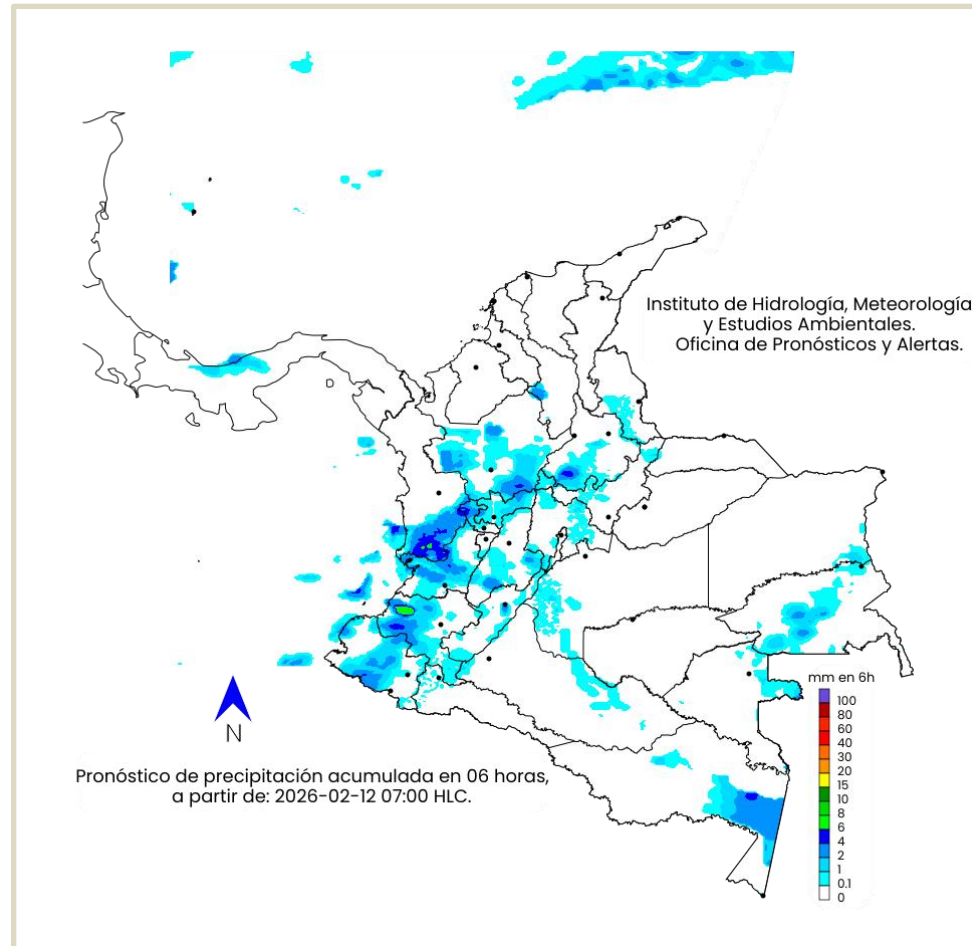 Instituto de Hidrología, Meteorología
y Estudios Ambientales.
Oficina de Pronósticos y Alertas.
mm en 6h
100
80
60
40
30
20
15
10
8
6
4
2
1
0.1
0
N
Pronóstico de precipitación acumulada en 06 horas,
a partir de: 2026-02-12 07:00 HLC.